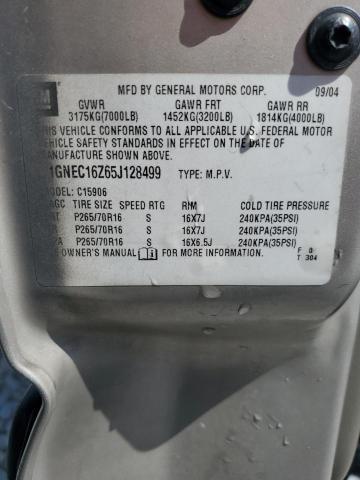 GM
MFD BY GENERAL MOTORS CORP. 09/04
GVWR GAWR FRT GAWR RR
3175KG(7000LB) 1452KG(3200LB) 1814KG(4000LB)
THIS VEHICLE CONFORMS TO ALL APPLICABLE U.S. FEDERAL MOTOR
VEHICLE SAFETY STANDARDS IN EFFECT ON THE DATE OF
MANUFACTURE SHOWN ABOVE.
1GNEC16Z65J128499 TYPE: M.P.V.
MODEL: C15906
TIRE SIZE SPEED RTG RIM COLD TIRE PRESSURE
P265/70R16 S 16X7J 240KPA(35PSI)
P265/70R16 S 16X7J 240KPA(35PSI)
P265/70R16 S 16X6.5J 240KPA(35PSI)
OWNER'S MANUAL FOR MORE INFORMATION. F 0
T 304